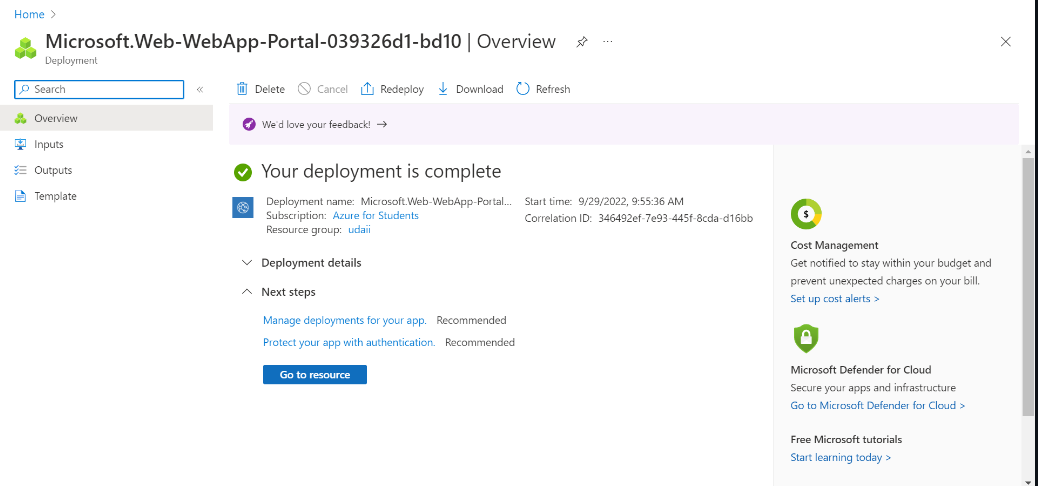 Home >
Microsoft.Web-WebApp-Portal-039326d1-bd10 | Overview
Deployment
Search
Overview
Inputs
Outputs
Template
Delete Cancel Redeploy Download Refresh
We'd love your feedback! →
Your deployment is complete
Deployment name: Microsoft.Web-WebApp-Portal...
Subscription: Azure for Students
Resource group: udaii
Start time: 9/29/2022, 9:55:36 AM
Correlation ID: 346492ef-7e93-445f-8cda-d16bb
Deployment details
Next steps
Manage deployments for your app. Recommended
Protect your app with authentication. Recommended
Go to resource
Cost Management
Get notified to stay within your budget and
prevent unexpected charges on your bill.
Set up cost alerts >
Microsoft Defender for Cloud
Secure your apps and infrastructure
Go to Microsoft Defender for Cloud >
Free Microsoft tutorials
Start learning today >